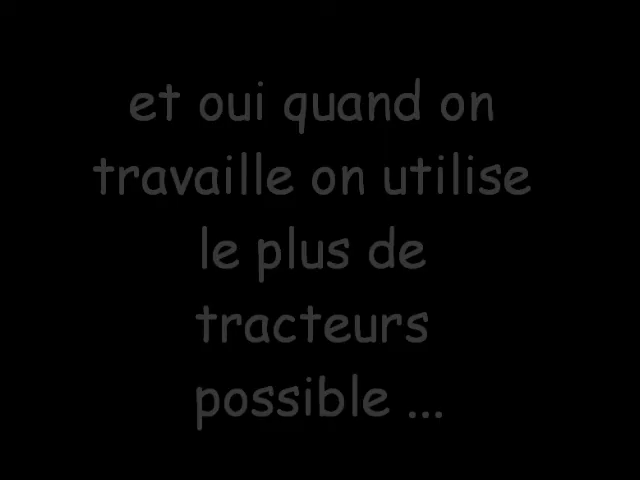 et oui quand on
travaille on utilise
le plus de
tracteurs
possible ...